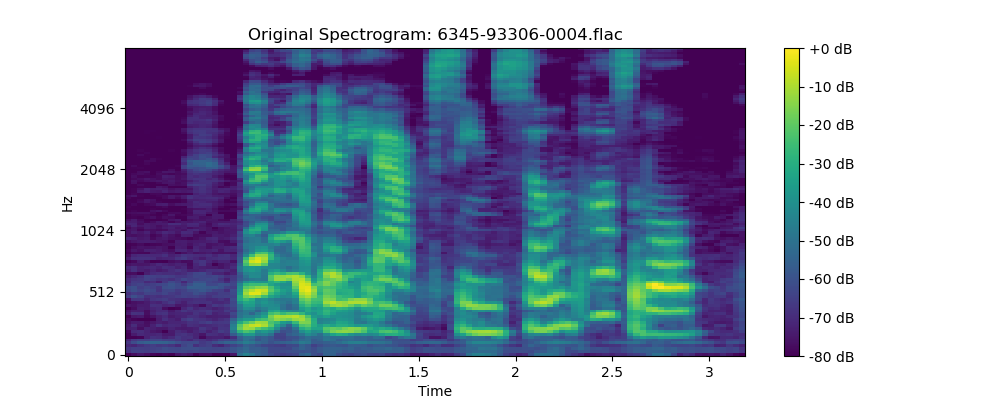 Original Spectrogram: 6345-93306-0004.flac
Hz
4096
2048
1024
512
0
0
0.5
1
1.5
2
2.5
3
Time
+0 dB
-10 dB
-20 dB
-30 dB
-40 dB
-50 dB
-60 dB
-70 dB
-80 dB